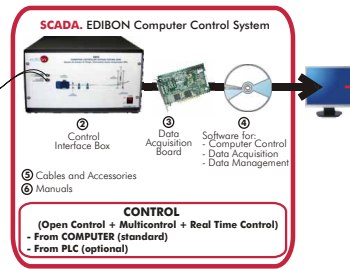 SCADA. EDIBON Computer Control System
② Control Interface Box
③ Data Acquisition Board
④ Software for:
- Computer Control
- Data Acquisition
- Data Management
⑤ Cables and Accessories
⑥ Manuals
CONTROL
(Open Control + Multicontrol + Real Time Control)
- From COMPUTER (standard)
- From PLC (optional)